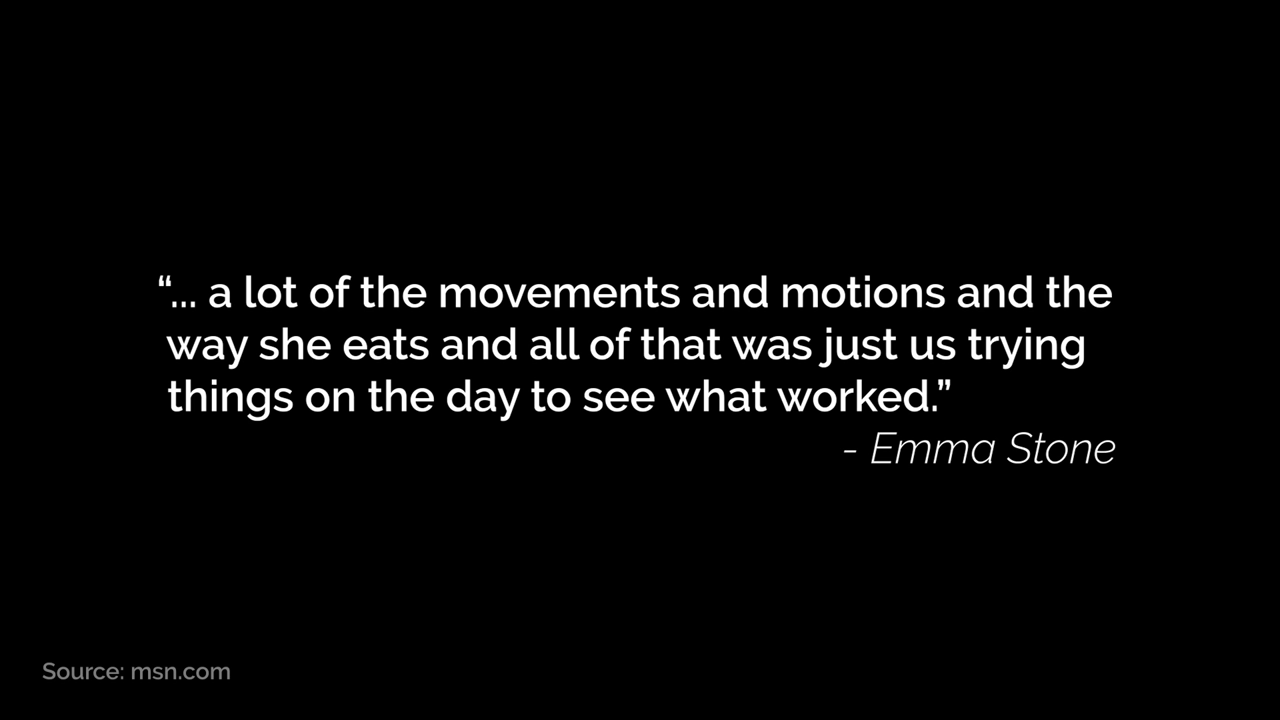 “... a lot of the movements and motions and the
way she eats and all of that was just us trying
things on the day to see what worked.”
- Emma Stone
Source: msn.com